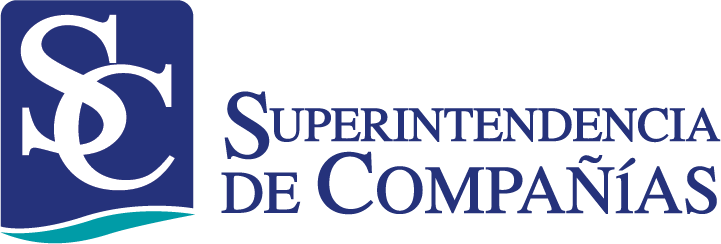 SC
SUPERINTENDENCIA
DE COMPAÑíAS